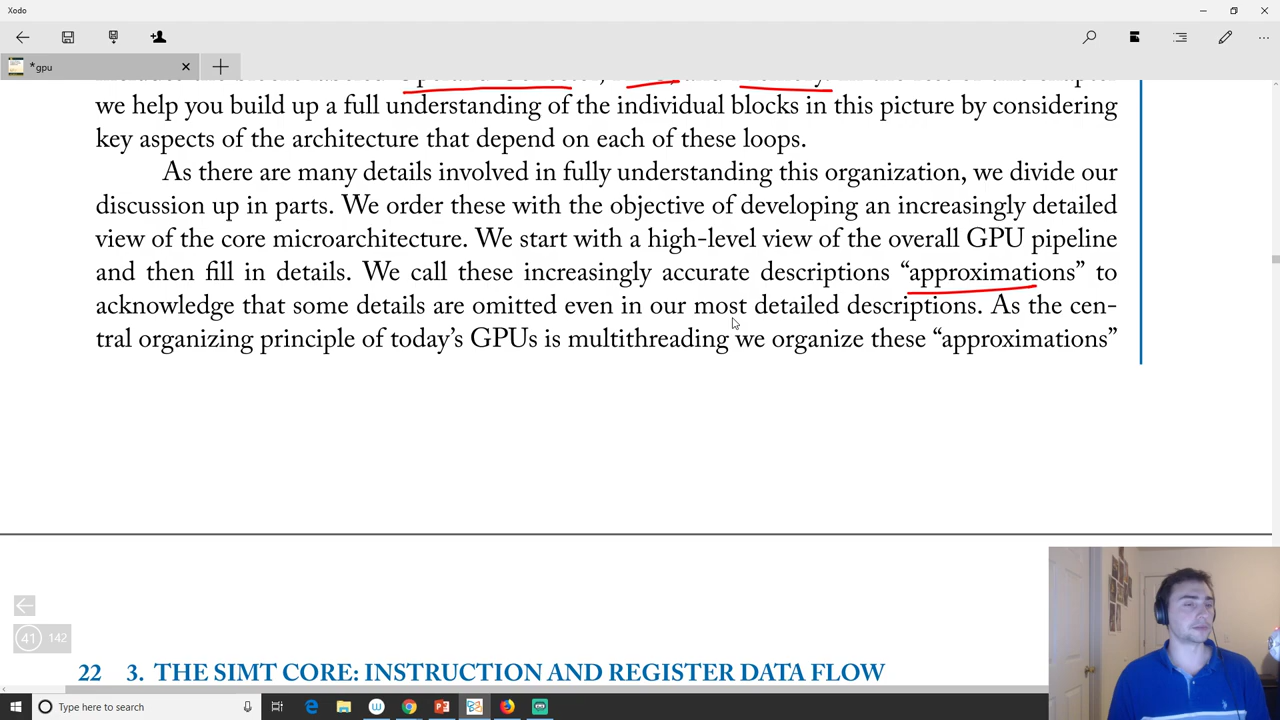 Xodo
*gpu
we help you build up a full understanding of the individual blocks in this picture by considering
key aspects of the architecture that depend on each of these loops.
As there are many details involved in fully understanding this organization, we divide our
discussion up in parts. We order these with the objective of developing an increasingly detailed
view of the core microarchitecture. We start with a high-level view of the overall GPU pipeline
and then fill in details. We call these increasingly accurate descriptions “approximations” to
acknowledge that some details are omitted even in our most detailed descriptions. As the cen-
tral organizing principle of today’s GPUs is multithreading we organize these “approximations”
41 142
22 3. THE SIMT CORE: INSTRUCTION AND REGISTER DATA FLOW
Type here to search